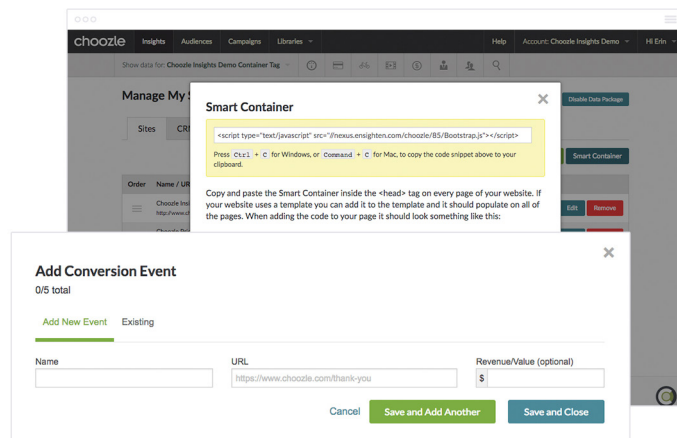 choozle Insights Audiences Campaigns Libraries Help Account: Choozle Insights Demo Hi Erin
Show data for: Choozle Insights Demo Container Tag
Manage My
Disable Data Package
Sites CR
Smart Container
Order Name / UR
Choozle Insi
http://www.ch
Edit Remove
Smart Container
<script type="text/javascript" src="//nexus.ensighten.com/choozle/85/Bootstrap.js"></script>
Press Ctrl + C for Windows, or Command + C for Mac, to copy the code snippet above to your
clipboard.
Copy and paste the Smart Container inside the <head> tag on every page of your website. If
your website uses a template you can add it to the template and it should populate on all of
the pages. When adding the code to your page it should look something like this:
Add Conversion Event
0/5 total
Add New Event Existing
Name URL Revenue/Value (optional)
https://www.choozle.com/thank-you $
Cancel Save and Add Another Save and Close